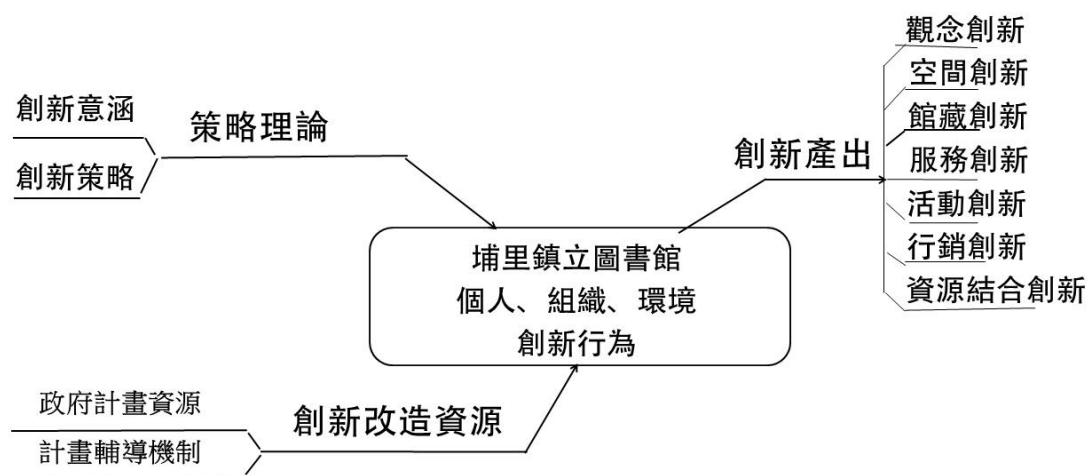 創新意涵
創新策略
策略理論
政府計畫資源
計畫輔導機制
創新改造資源
埔里鎮立圖書館
個人、組織、環境
創新行為
創新產出
觀念創新
空間創新
館藏創新
服務創新
活動創新
行銷創新
資源結合創新